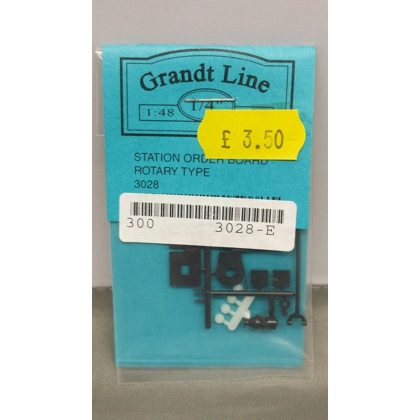 Grandt Line
1:48
1/4"
£ 3.50
STATION ORDER BOARD
ROTARY TYPE
3028
300 3028-E